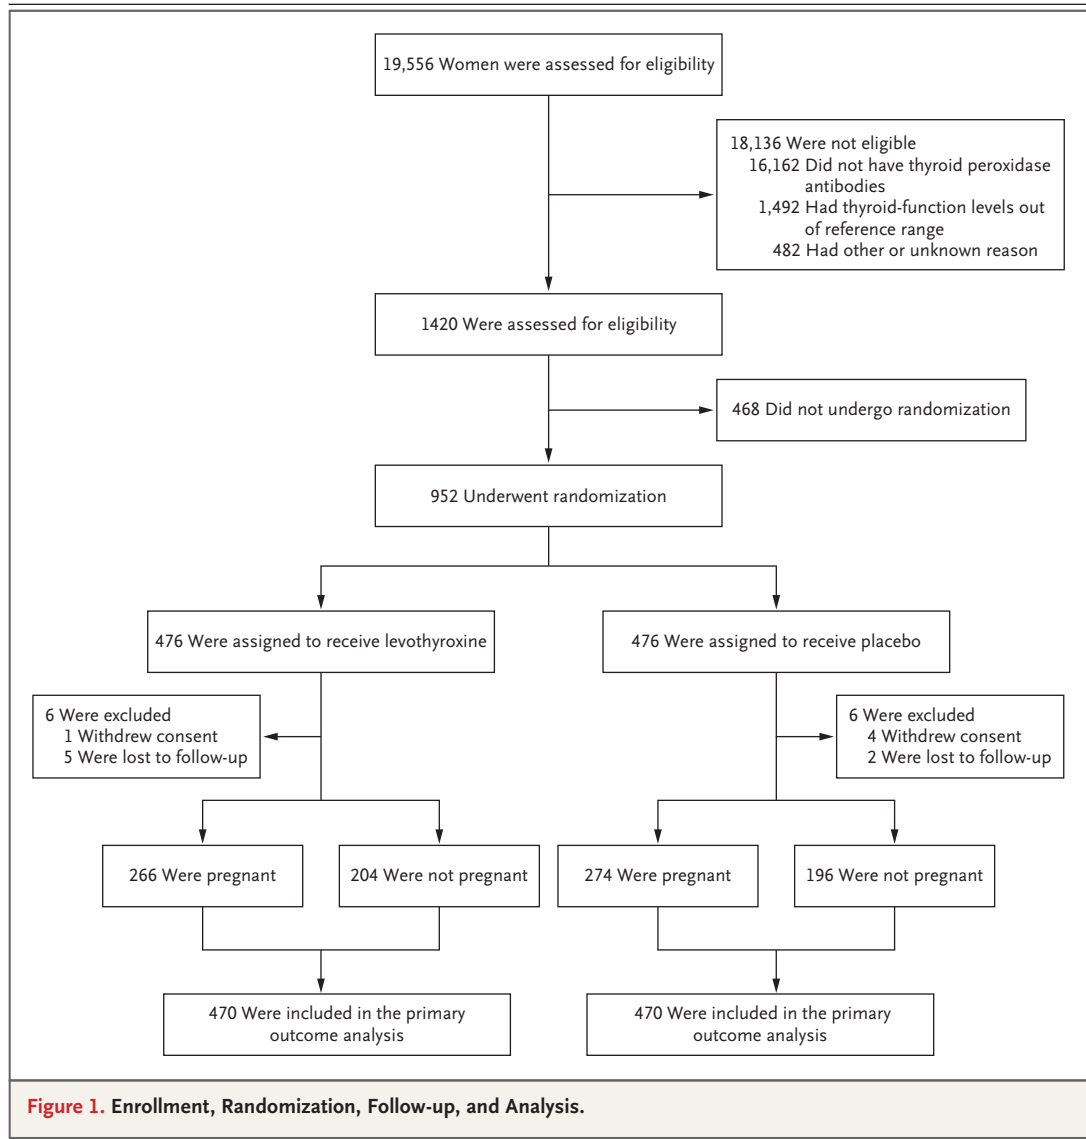 19,556 Women were assessed for eligibility
18,136 Were not eligible
16,162 Did not have thyroid peroxidase
antibodies
1,492 Had thyroid-function levels out
of reference range
482 Had other or unknown reason
1420 Were assessed for eligibility
468 Did not undergo randomization
952 Underwent randomization
476 Were assigned to receive levothyroxine
476 Were assigned to receive placebo
6 Were excluded
1 Withdrew consent
5 Were lost to follow-up
6 Were excluded
4 Withdrew consent
2 Were lost to follow-up
266 Were pregnant
204 Were not pregnant
274 Were pregnant
196 Were not pregnant
470 Were included in the primary
outcome analysis
470 Were included in the primary
outcome analysis
Figure 1. Enrollment, Randomization, Follow-up, and Analysis.